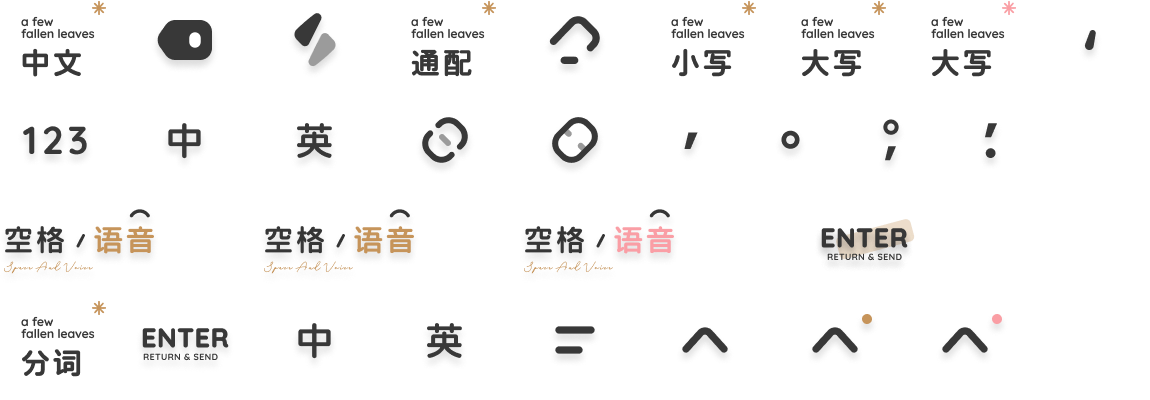 a few
fallen leaves
中文
a few
fallen leaves
通配
a few
fallen leaves
小写
a few
fallen leaves
大写
a few
fallen leaves
大写
,
123
中
英
,
。
;
!
空格 / 语音
Space And Voice
空格 / 语音
Space And Voice
空格 / 语音
Space And Voice
ENTER
RETURN & SEND
a few
fallen leaves
分词
ENTER
RETURN & SEND
中
英